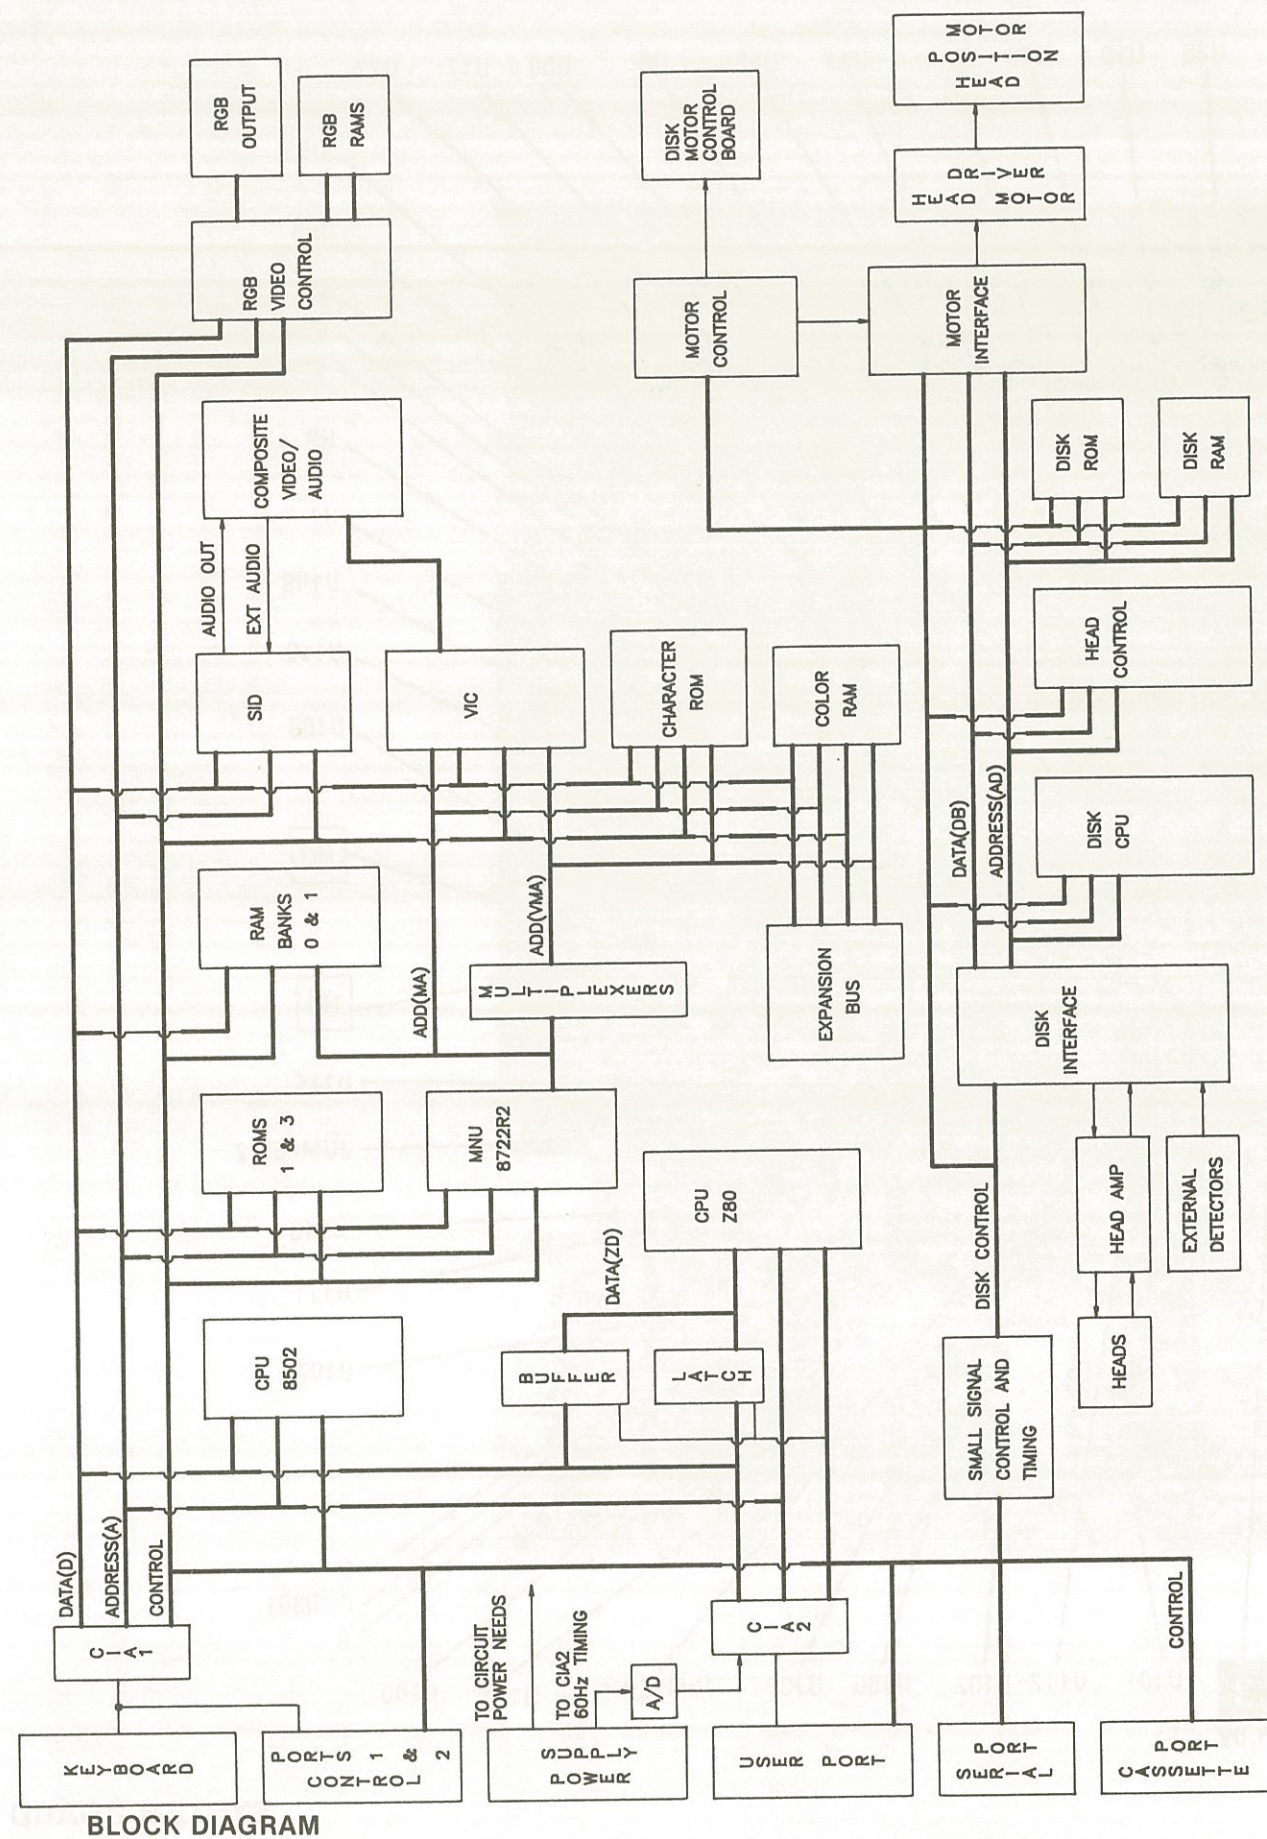 RGB
OUTPUT
RGB
RAMS
RGB
VIDEO
CONTROL
COMPOSITE
VIDEO/
AUDIO
AUDIO OUT
EXT AUDIO
SID
VIC
CHARACTER
ROM
COLOR
RAM
RAM
BANKS
0 & 1
ADD(MA)
ADD(VMA)
MULTIPLEXERS
EXPANSION
BUS
ROMS
1 & 3
MNU
8722R2
CPU
Z80
DATA(ZD)
CPU
8502
BUFFER
LATCH
DATA(D)
ADDRESS(A)
CONTROL
CIA1
KEYBOARD
CONTROL
PORTS 1 & 2
TO CIRCUIT
POWER NEEDS
TO CIA2
60Hz TIMING
A/D
POWER
SUPPLY
CIA2
USER PORT
SERIAL
PORT
CASSETTE
PORT
CONTROL
MOTOR
POSITION
HEAD
HEAD
DRIVE
MOTOR
DISK
MOTOR
CONTROL
BOARD
MOTOR
CONTROL
MOTOR
INTERFACE
DISK
ROM
DISK
RAM
HEAD
CONTROL
DATA(DB)
ADDRESS(AD)
DISK
CPU
DISK
INTERFACE
DISK CONTROL
HEAD AMP
EXTERNAL
DETECTORS
HEADS
SMALL SIGNAL
CONTROL AND
TIMING
BLOCK DIAGRAM